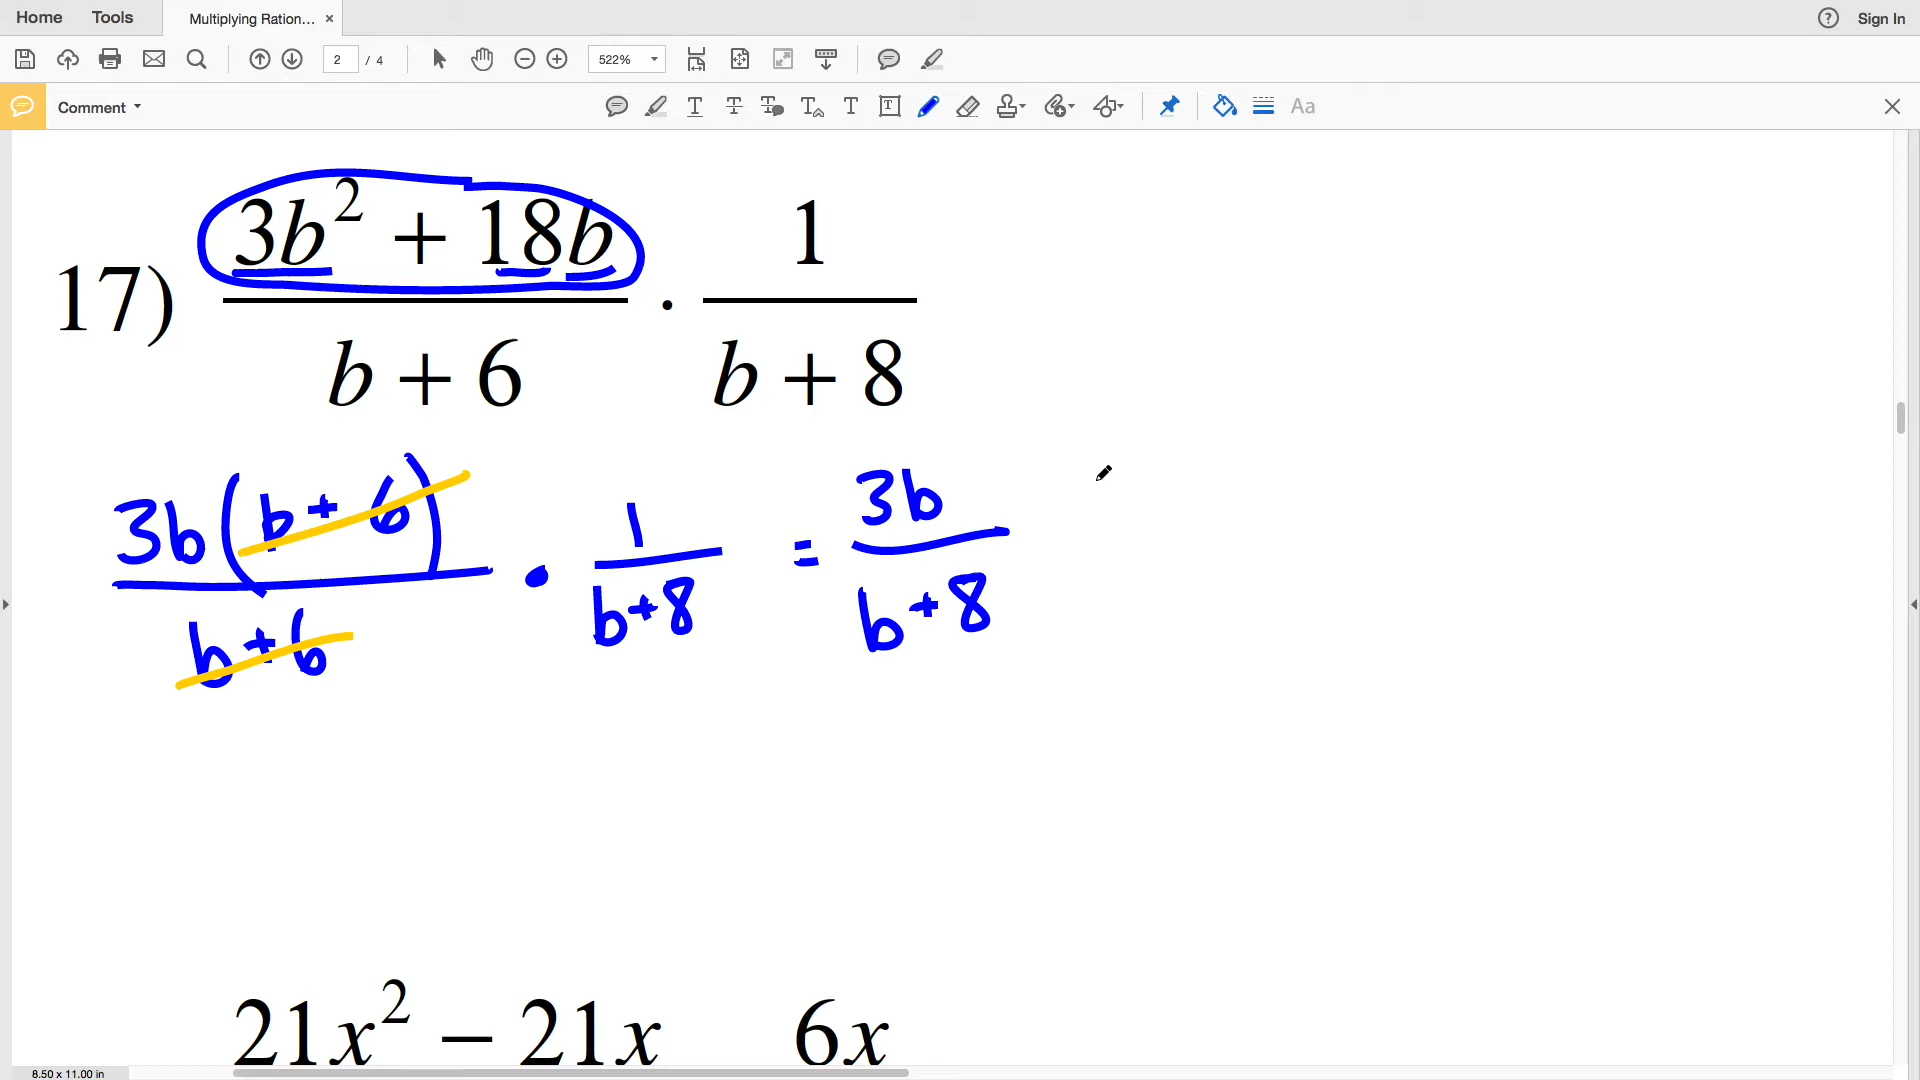 Home Tools Multiplying Ration... × ? Sign In
2 / 4 522%
Comment T T T T T T Aa
17) 3b² + 18b / b + 6 · 1 / b + 8
3b(b + 6) / b + 6 · 1 / b + 8 = 3b / b + 8
21x² − 21x 6x
8.50 x 11.00 in